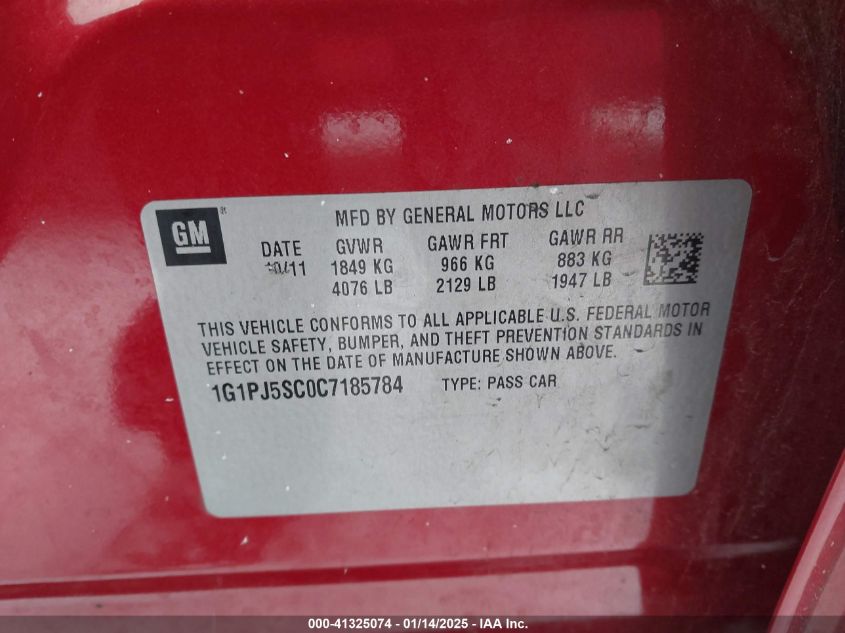 GM ®
MFD BY GENERAL MOTORS LLC
DATE GVWR GAWR FRT GAWR RR
10/11 1849 KG 966 KG 883 KG
4076 LB 2129 LB 1947 LB
THIS VEHICLE CONFORMS TO ALL APPLICABLE U.S. FEDERAL MOTOR
VEHICLE SAFETY, BUMPER, AND THEFT PREVENTION STANDARDS IN
EFFECT ON THE DATE OF MANUFACTURE SHOWN ABOVE.
1G1PJ5SC0C7185784 TYPE: PASS CAR
000-41325074 - 01/14/2025 - IAA Inc.